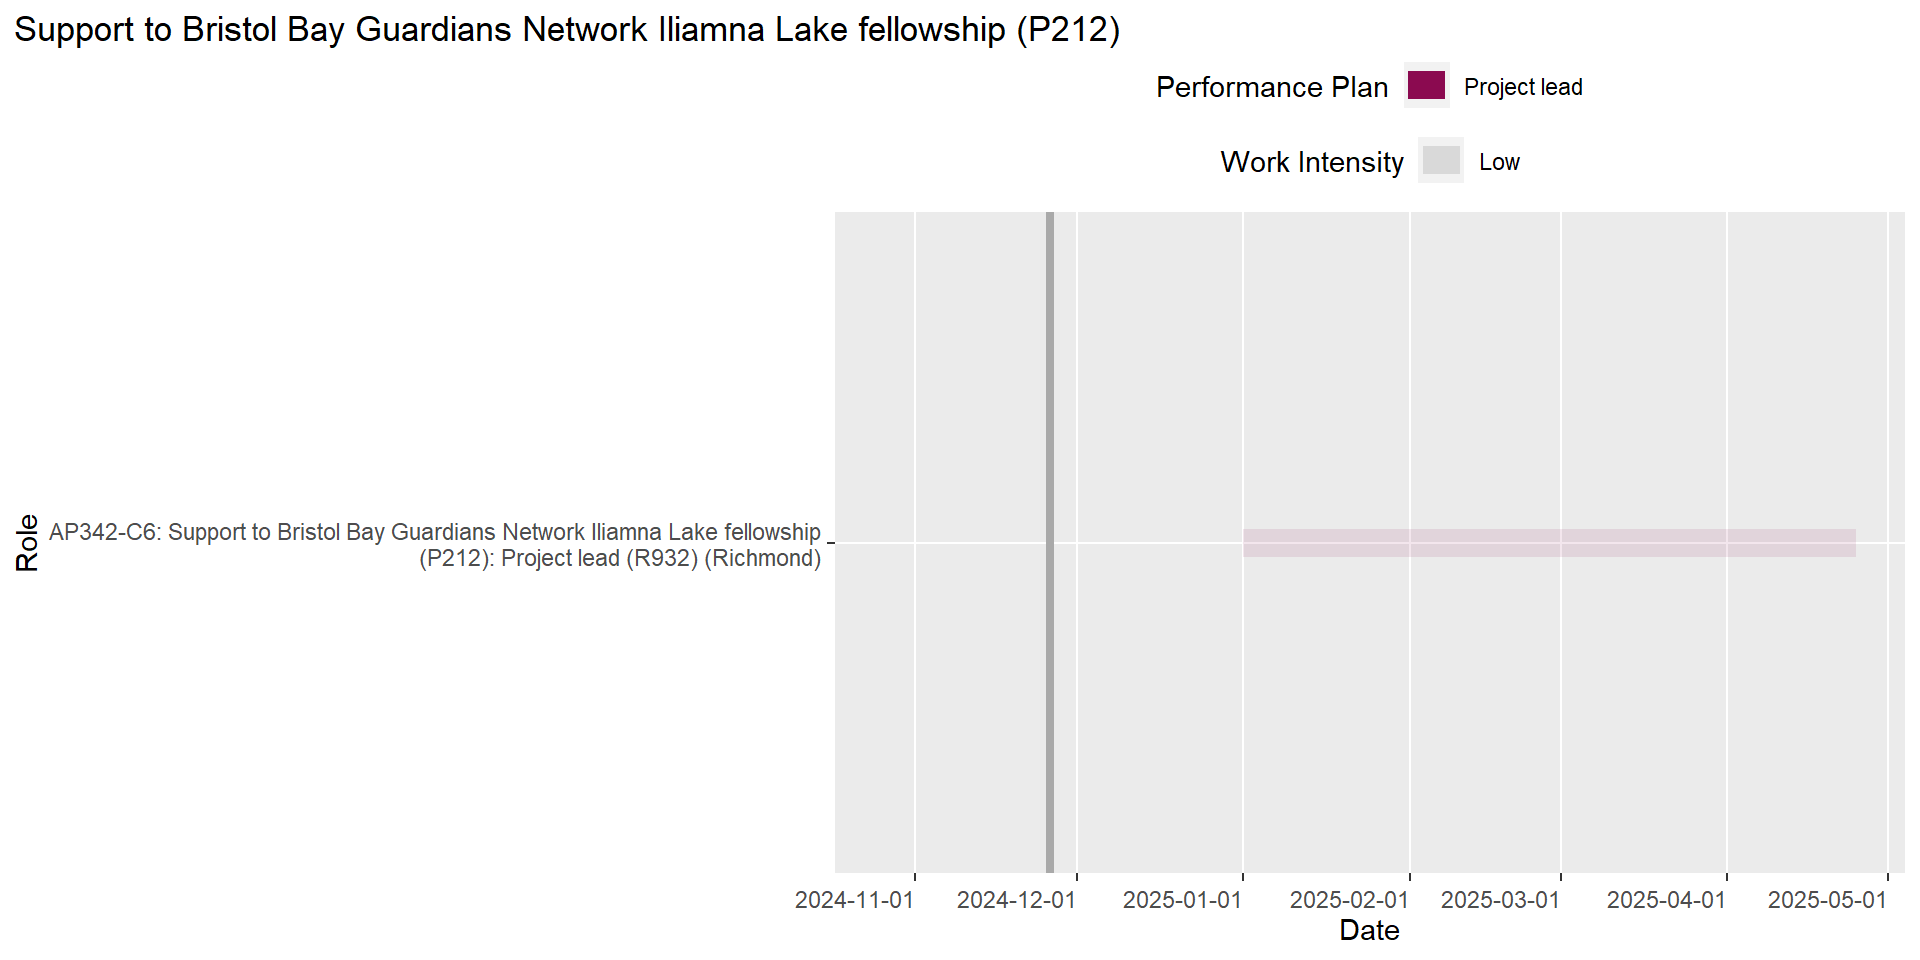 Support to Bristol Bay Guardians Network Iliamna Lake fellowship (P212)
Performance Plan Project lead
Work Intensity Low
Role
AP342-C6: Support to Bristol Bay Guardians Network Iliamna Lake fellowship
(P212): Project lead (R932) (Richmond)
2024-11-01 2024-12-01 2025-01-01 2025-02-01 2025-03-01 2025-04-01 2025-05-01
Date